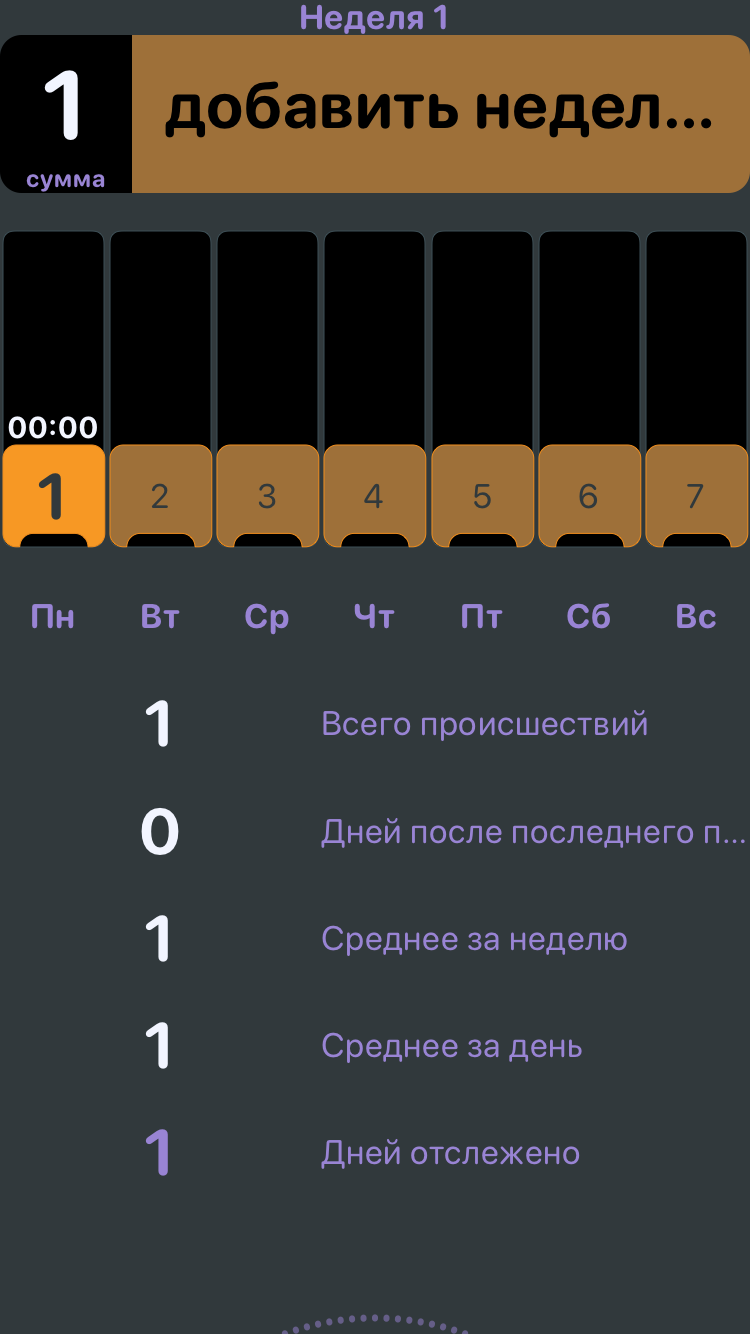 Неделя 1
1
добавить недел...
сумма
00:00
1 2 3 4 5 6 7
Пн Вт Ср Чт Пт Сб Вс
1 Всего происшествий
0 Дней после последнего п...
1 Среднее за неделю
1 Среднее за день
1 Дней отслежено